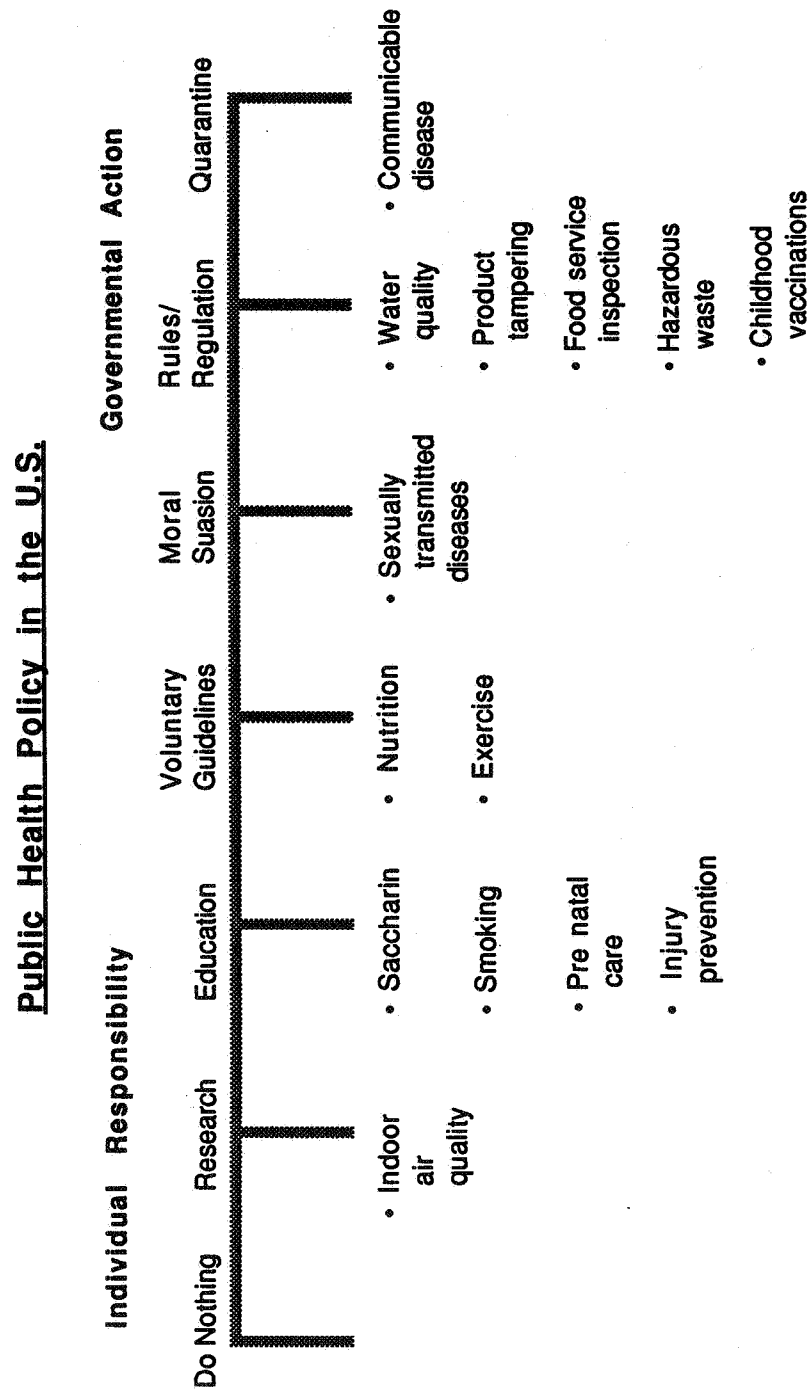 Public Health Policy in the U.S.
Individual Responsibility
Governmental Action
Do Nothing
Research
Education
Voluntary
Guidelines
Moral
Suasion
Rules/
Regulation
Quarantine
• Indoor
air
quality
• Saccharin
• Smoking
• Pre natal
care
• Injury
prevention
• Nutrition
• Exercise
• Sexually
transmitted
diseases
• Water
quality
• Product
tampering
• Food service
inspection
• Hazardous
waste
• Childhood
vaccinations
• Communicable
disease